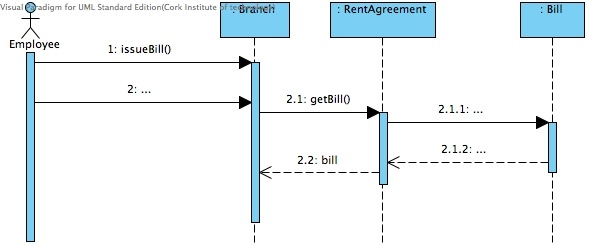 Visual Paradigm for UML Standard Edition(Cork Institute of technology)
: Branch
: RentAgreement
: Bill
Employee
1: issueBill()
2: ...
2.1: getBill()
2.1.1: ...
2.1.2: ...
2.2: bill